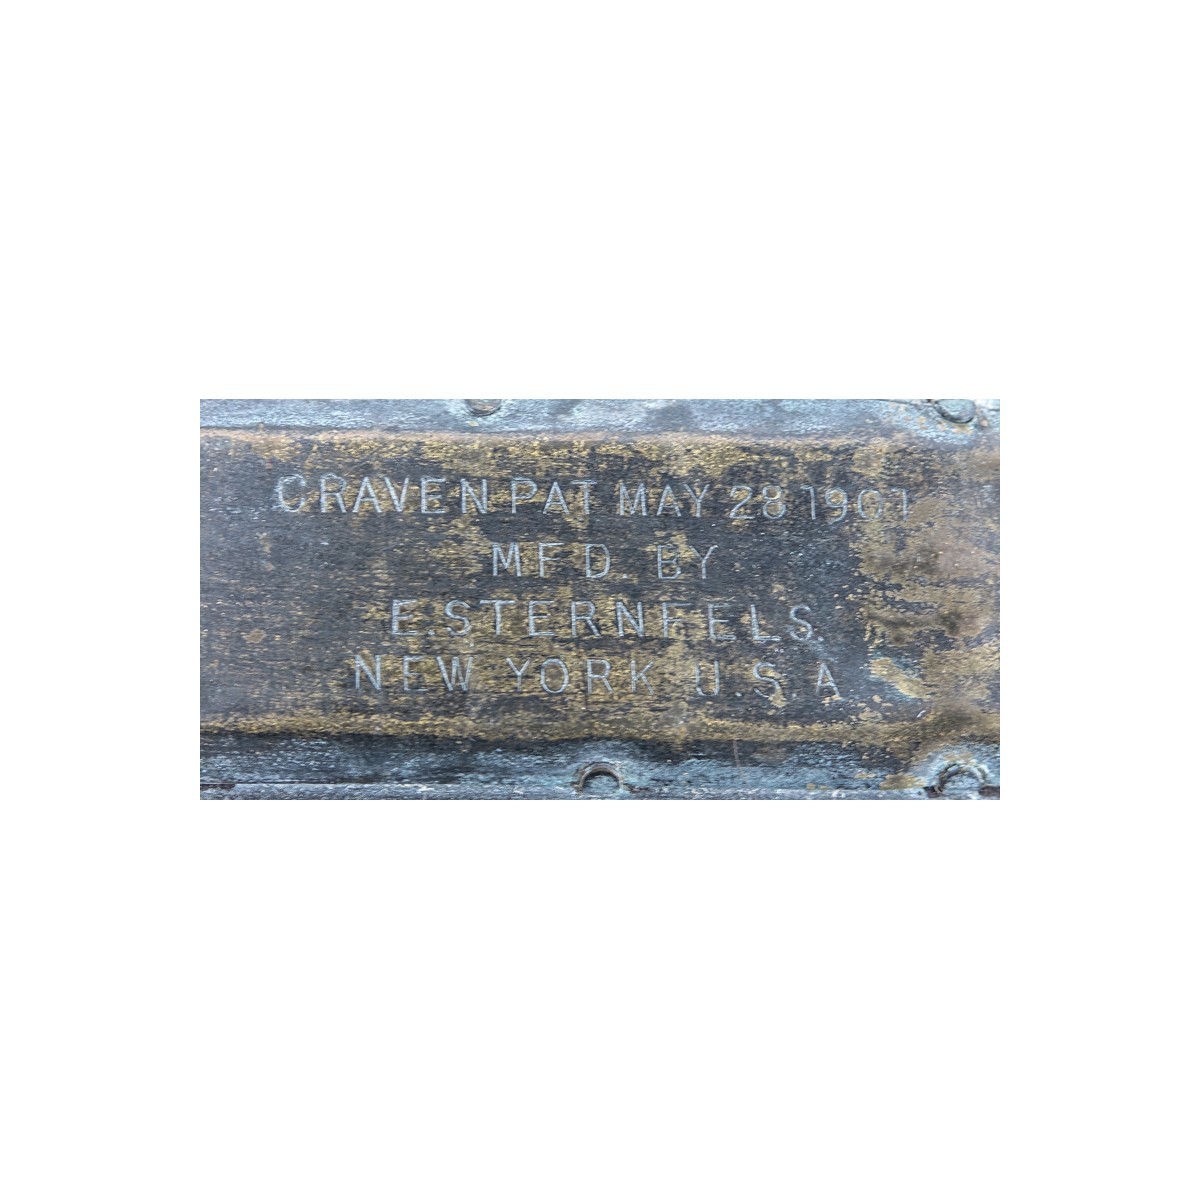 CRAVEN PAT MAY 28 1901
MFD. BY
E. STERNFELS.
NEW YORK U.S.A